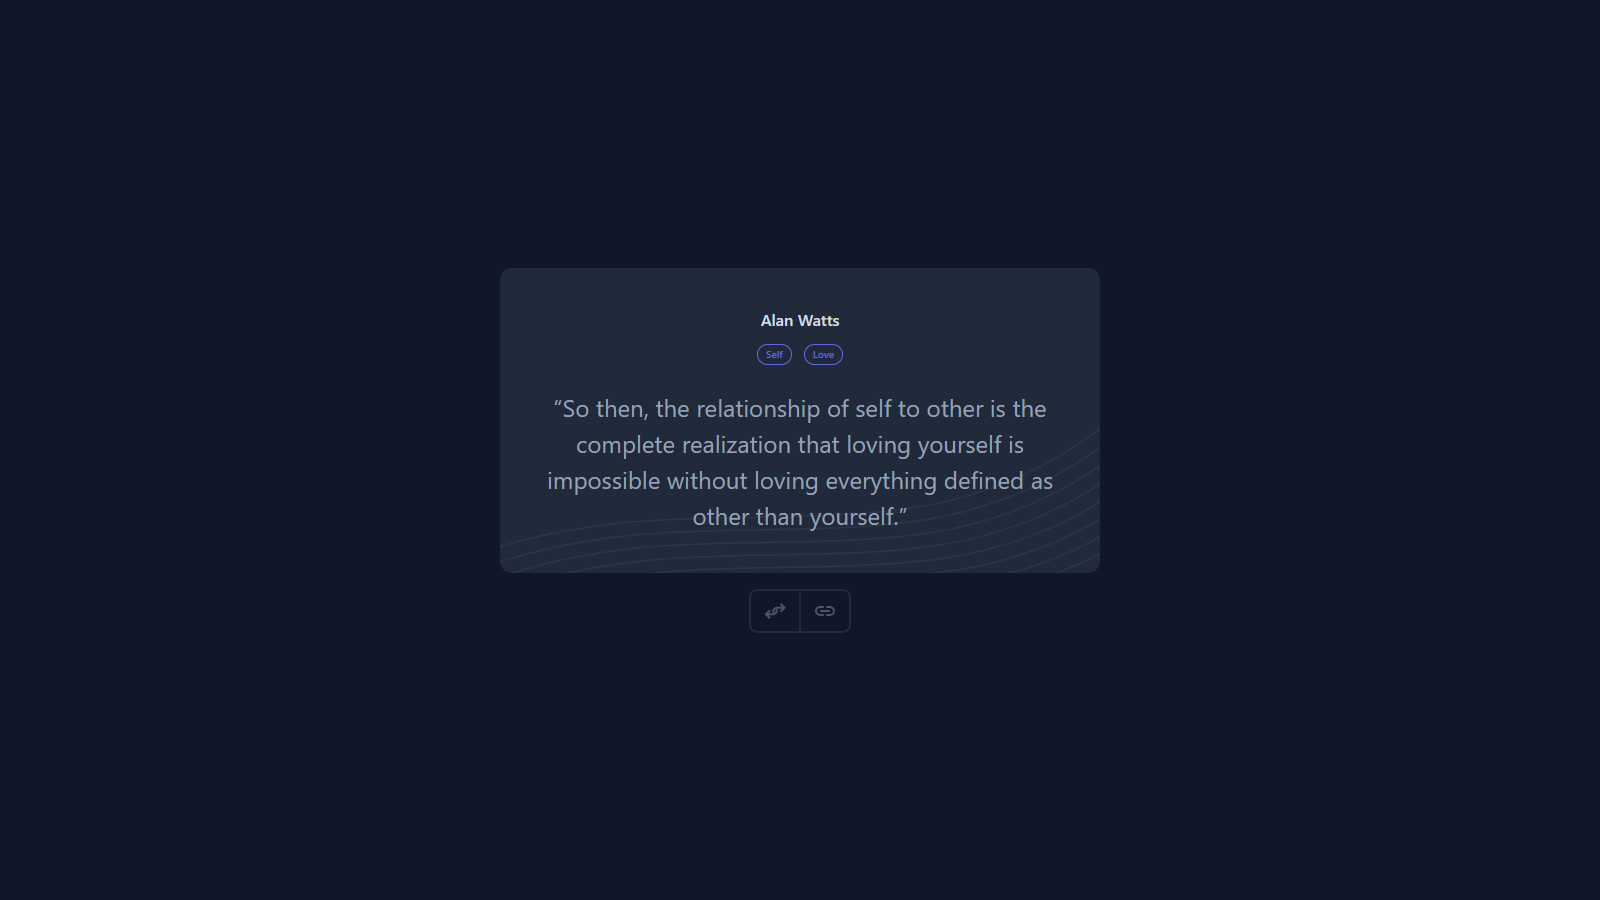 Alan Watts
Self Love
“So then, the relationship of self to other is the
complete realization that loving yourself is
impossible without loving everything defined as
other than yourself.”